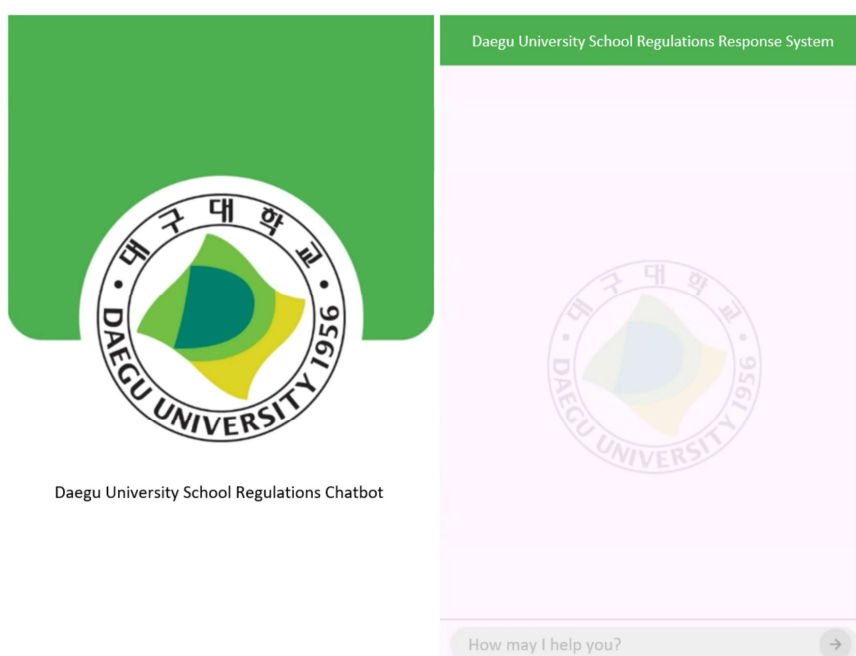 · 대구대학교 ·
DAEGU UNIVERSITY 1956
Daegu University School Regulations Chatbot
Daegu University School Regulations Response System
· 대구대학교 ·
DAEGU UNIVERSITY 1956
How may I help you?